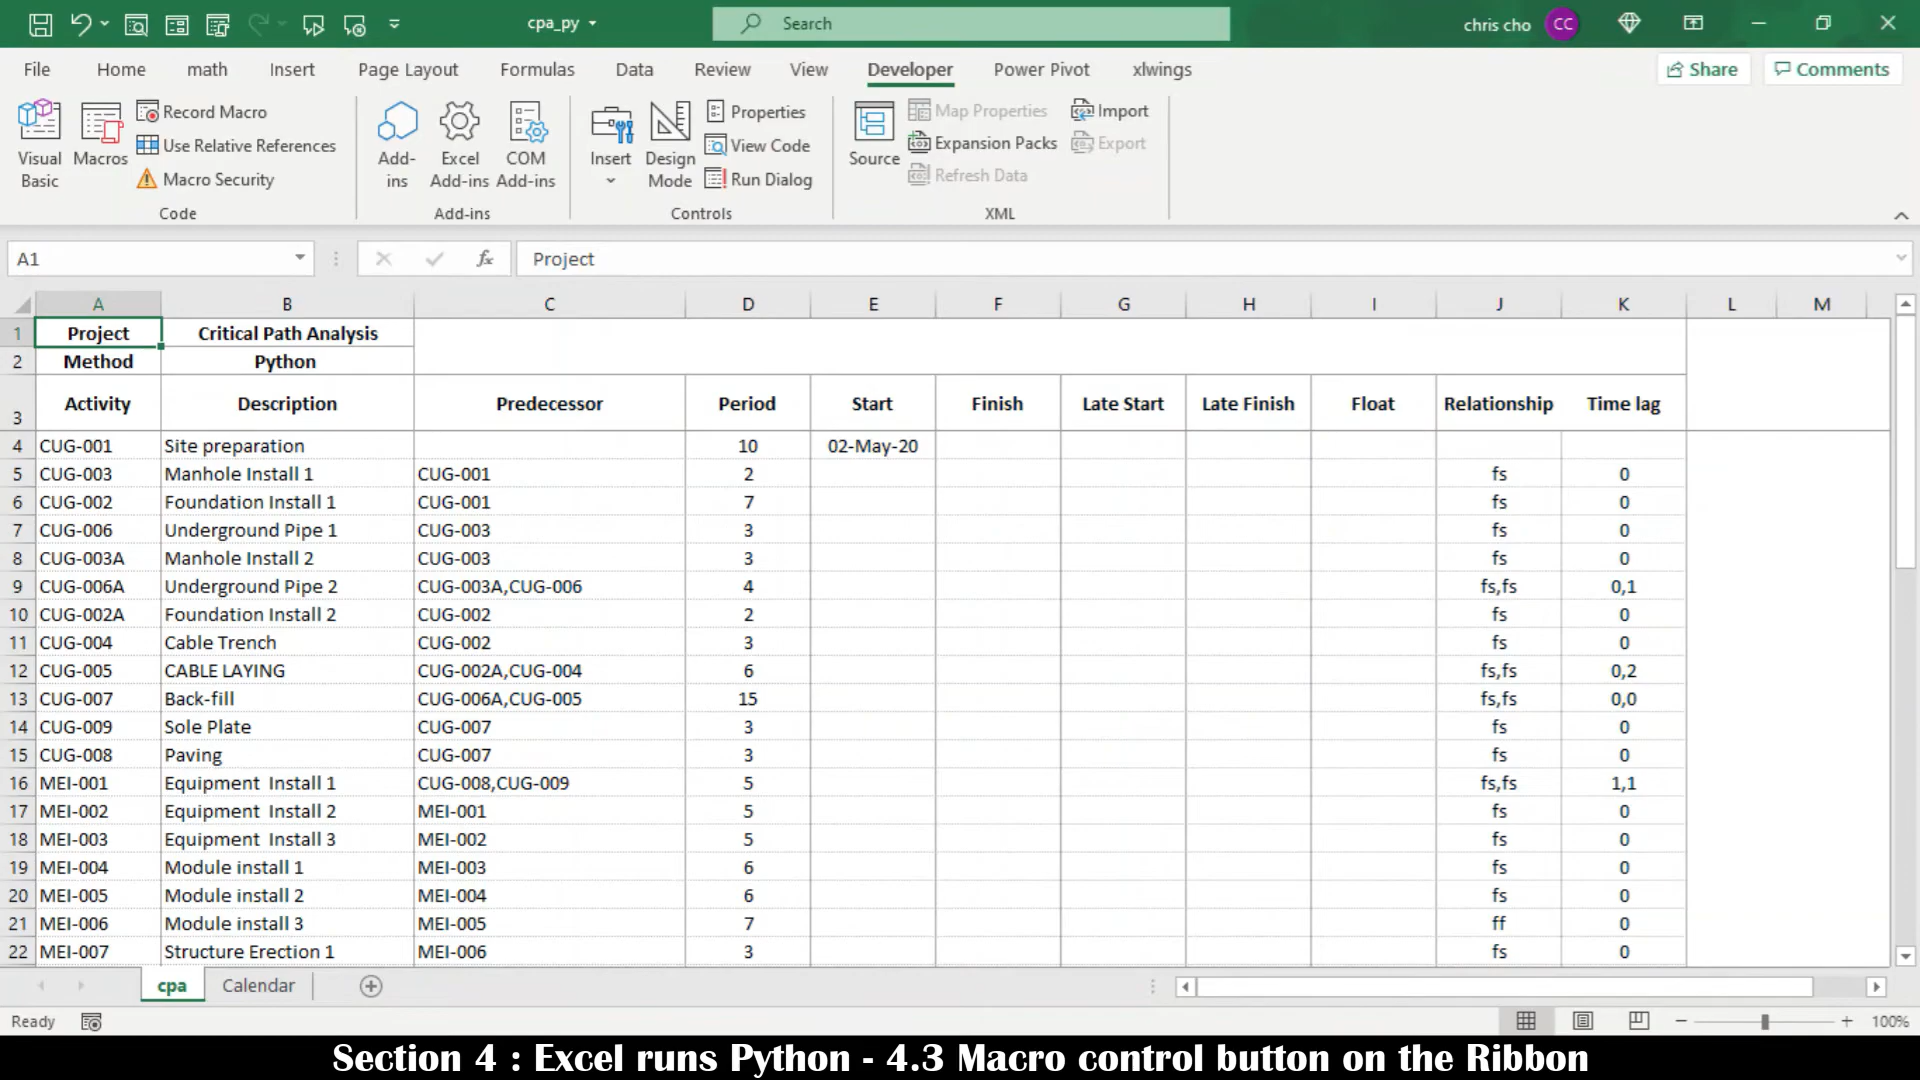 cpa_py
Search
chris cho CC
File Home math Insert Page Layout Formulas Data Review View Developer Power Pivot xlwings
Share
Comments
Visual Basic
Macros
Record Macro
Use Relative References
Macro Security
Code
Add-ins
Excel Add-ins
COM Add-ins
Add-ins
Insert
Design Mode
Properties
View Code
Run Dialog
Controls
Source
Map Properties
Expansion Packs
Refresh Data
Import
Export
XML
A1 fx Project
A B C D E F G H I J K L M
1 Project Critical Path Analysis
2 Method Python
3 Activity Description Predecessor Period Start Finish Late Start Late Finish Float Relationship Time lag
4 CUG-001 Site preparation 10 02-May-20
5 CUG-003 Manhole Install 1 CUG-001 2 fs 0
6 CUG-002 Foundation Install 1 CUG-001 7 fs 0
7 CUG-006 Underground Pipe 1 CUG-003 3 fs 0
8 CUG-003A Manhole Install 2 CUG-003 3 fs 0
9 CUG-006A Underground Pipe 2 CUG-003A,CUG-006 4 fs,fs 0,1
10 CUG-002A Foundation Install 2 CUG-002 2 fs 0
11 CUG-004 Cable Trench CUG-002 3 fs 0
12 CUG-005 CABLE LAYING CUG-002A,CUG-004 6 fs,fs 0,2
13 CUG-007 Back-fill CUG-006A,CUG-005 15 fs,fs 0,0
14 CUG-009 Sole Plate CUG-007 3 fs 0
15 CUG-008 Paving CUG-007 3 fs 0
16 MEI-001 Equipment  Install 1 CUG-008,CUG-009 5 fs,fs 1,1
17 MEI-002 Equipment  Install 2 MEI-001 5 fs 0
18 MEI-003 Equipment  Install 3 MEI-002 5 fs 0
19 MEI-004 Module install 1 MEI-003 6 fs 0
20 MEI-005 Module install 2 MEI-004 6 fs 0
21 MEI-006 Module install 3 MEI-005 7 ff 0
22 MEI-007 Structure Erection 1 MEI-006 3 fs 0
cpa Calendar
Ready
100%
Section 4 : Excel runs Python - 4.3 Macro control button on the Ribbon